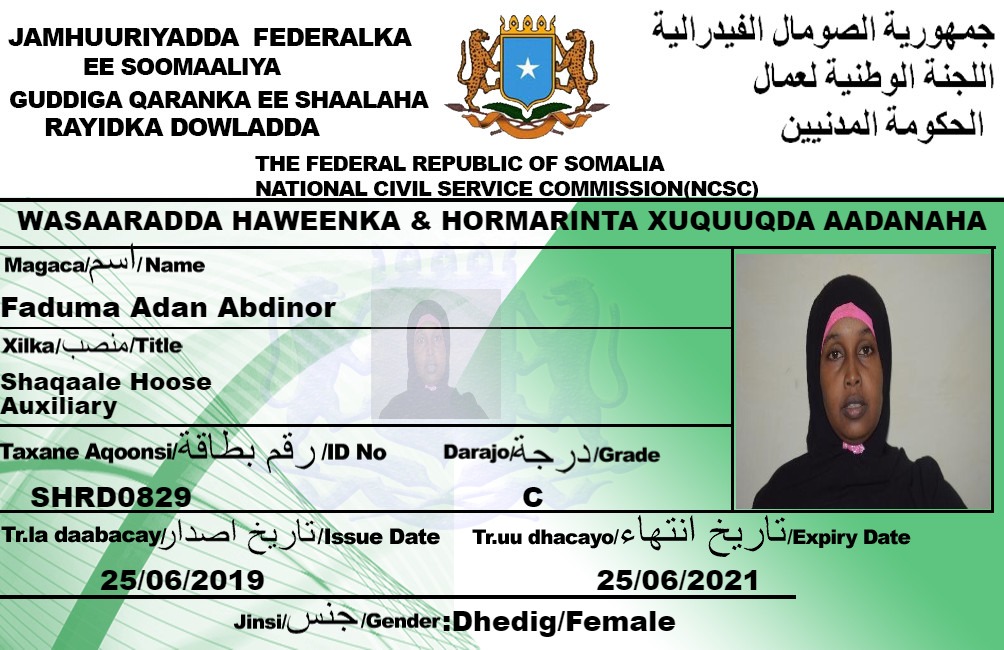 JAMHUURIYADDA FEDERALKA
EE SOOMAALIYA
GUDDIGA QARANKA EE SHAALAHA
RAYIDKA DOWLADDA
جمهورية الصومال الفيدرالية
اللجنة الوطنية لعمال
الحكومة المدنيين
THE FEDERAL REPUBLIC OF SOMALIA
NATIONAL CIVIL SERVICE COMMISSION(NCSC)
WASAARADDA HAWEENKA & HORMARINTA XUQUUQDA AADANAHA
Magaca/اسم/Name
Faduma Adan Abdinor
Xilka/منصب/Title
Shaqaale Hoose
Auxiliary
Taxane Aqoonsi/رقم بطاقة/ID No
SHRD0829
Darajo/درجة/Grade
C
Tr.la daabacay/تاريخ اصدار/Issue Date
25/06/2019
Tr.uu dhacayo/تاريخ انتهاء/Expiry Date
25/06/2021
Jinsi/جنس/Gender:Dhedig/Female